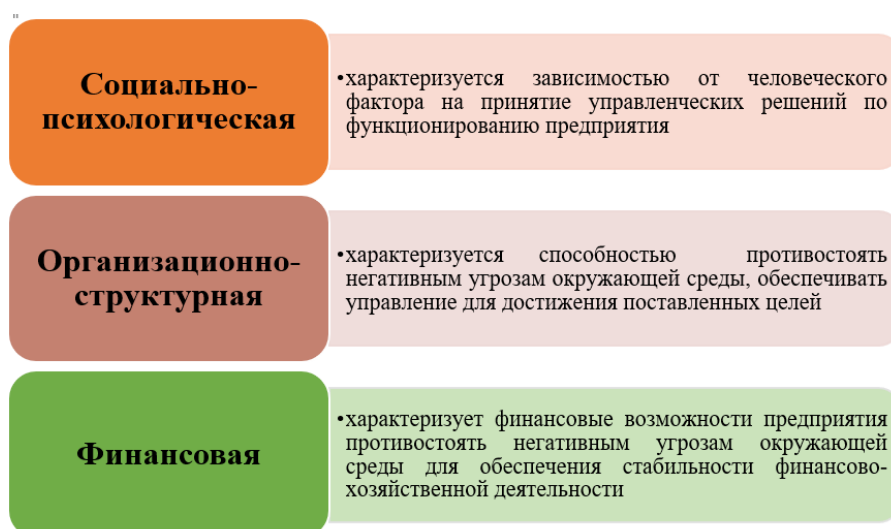 "
Социально-
психологическая
•характеризуется зависимостью от человеческого
фактора на принятие управленческих решений по
функционированию предприятия
Организационно-
структурная
•характеризуется способностью противостоять
негативным угрозам окружающей среды, обеспечивать
управление для достижения поставленных целей
Финансовая
•характеризует финансовые возможности предприятия
противостоять негативным угрозам окружающей
среды для обеспечения стабильности финансово-
хозяйственной деятельности